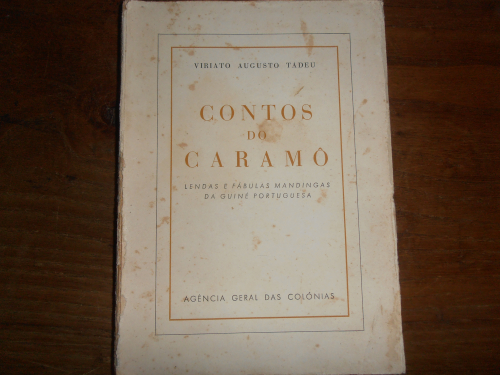 VIRIATO AUGUSTO TADEU
CONTOS
DO
CARAMÔ
LENDAS E FÁBULAS MANDINGAS
DA GUINÉ PORTUGUESA
AGÊNCIA GERAL DAS COLÓNIAS